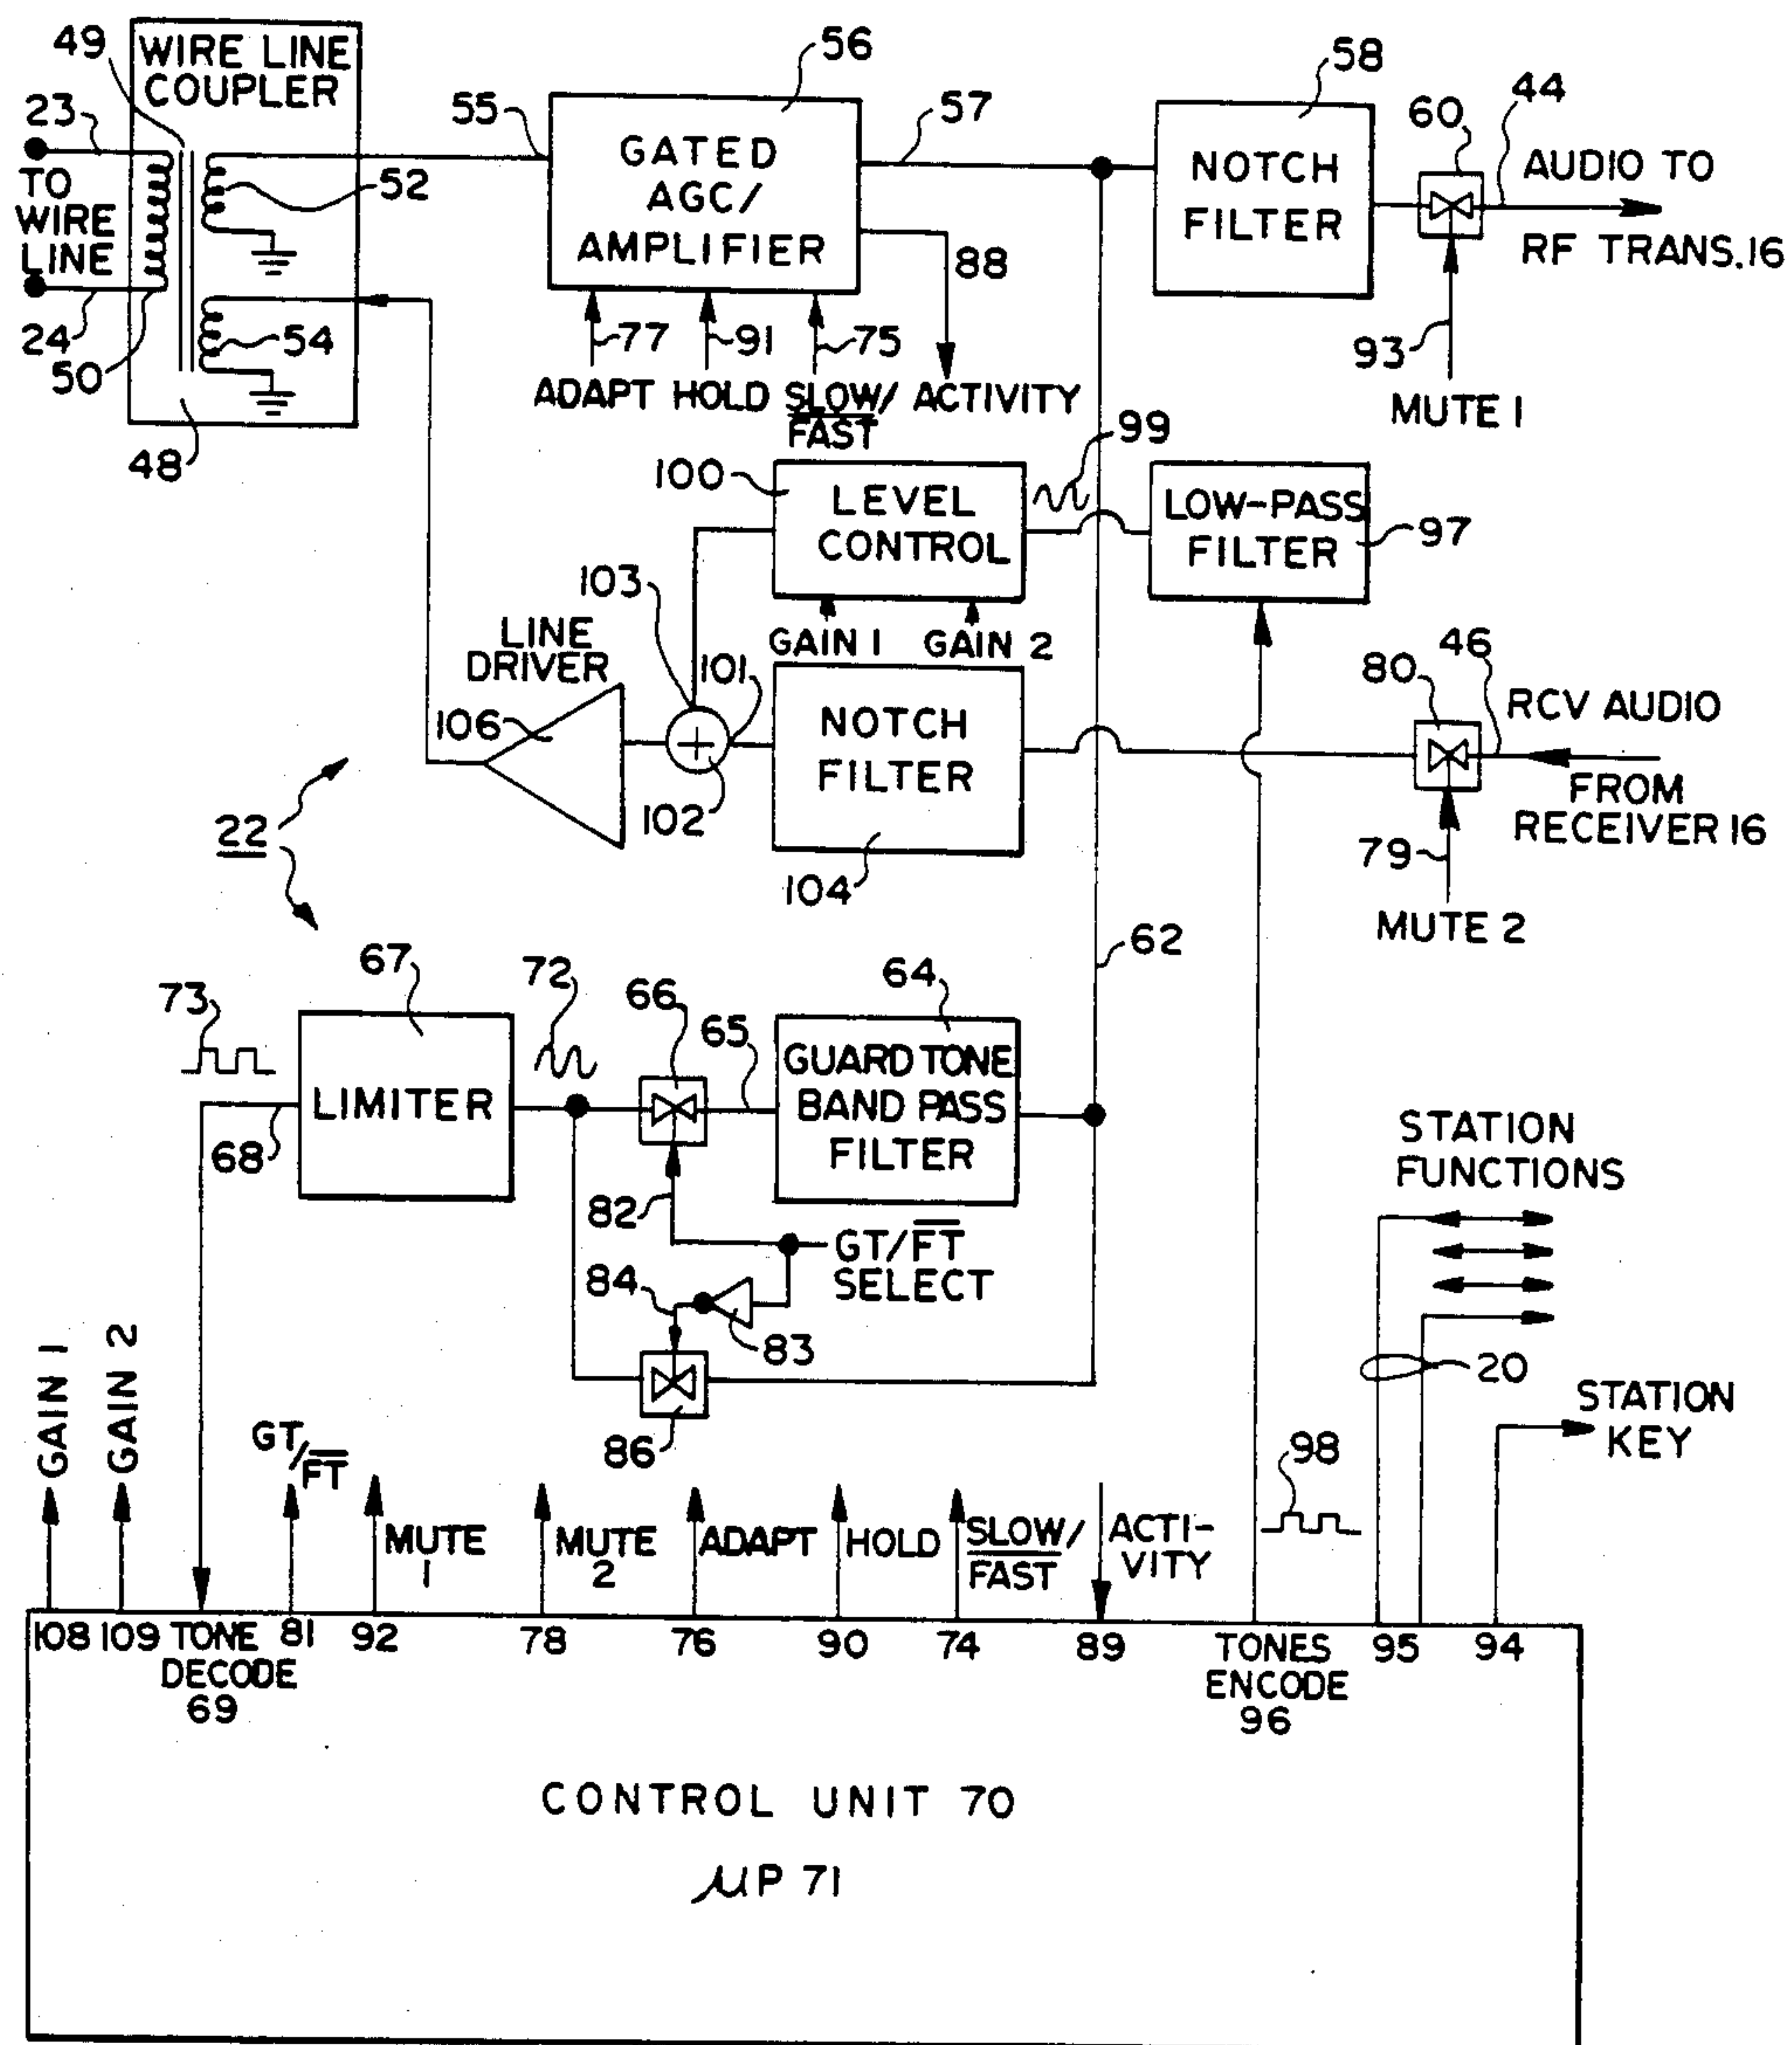 49
WIRE LINE
COUPLER
56
58
23
55
57
60
44
GATED
AGC/
AMPLIFIER
NOTCH
FILTER
AUDIO TO
RF TRANS.16
TO
WIRE
LINE
52
88
24
50
54
77
91
75
93
ADAPT HOLD SLOW/ ACTIVITY
FAST
MUTE 1
48
99
100
LEVEL
CONTROL
LOW-PASS
FILTER
97
103
GAIN 1
GAIN 2
LINE
DRIVER
101
80
46
RCV AUDIO
106
NOTCH
FILTER
FROM
RECEIVER 16
22
102
104
79
MUTE 2
62
67
72
66
64
73
65
LIMITER
GUARD TONE
BAND PASS
FILTER
68
STATION
FUNCTIONS
82
GT/FT
SELECT
84
83
20
86
STATION
KEY
GAIN 1
GAIN 2
GT/
FT
98
MUTE
1
MUTE
2
ADAPT
HOLD
SLOW/
FAST
ACTI-
VITY
108 109 TONE 81 92 78 76 90 74 89 TONES 95 94
DECODE
69
ENCODE
96
CONTROL UNIT 70
μP 71